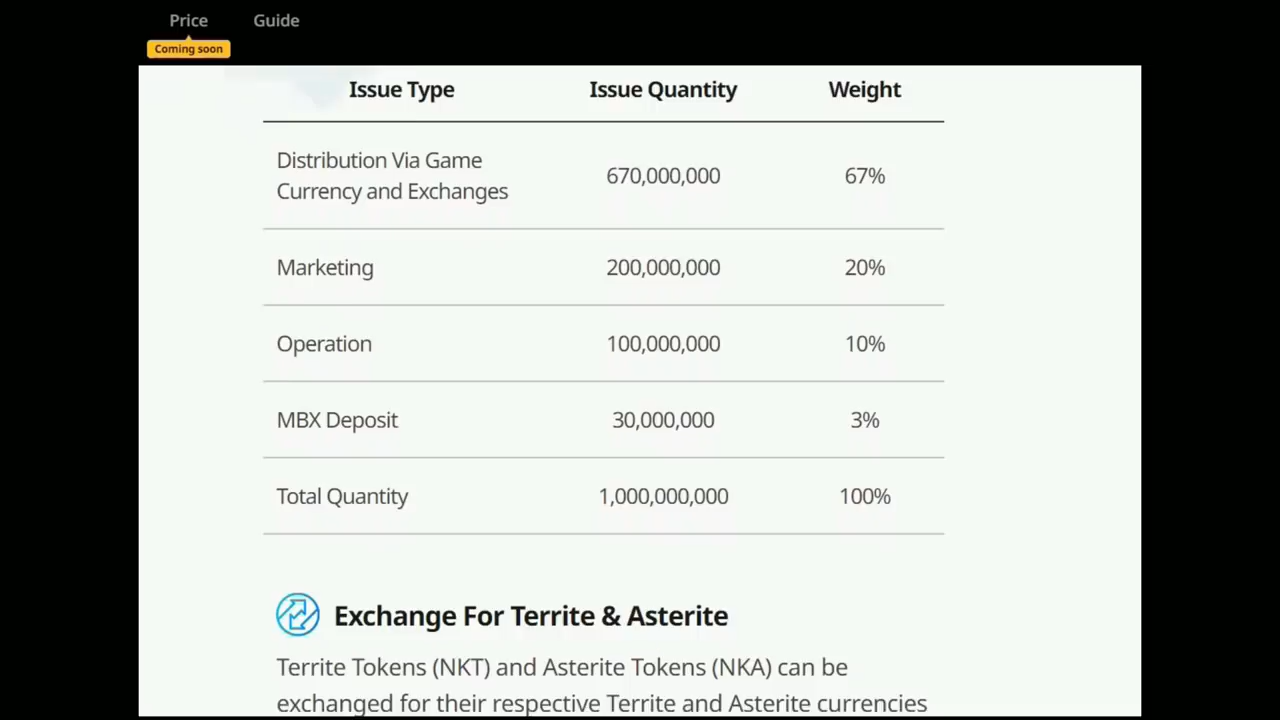 Price Guide
Coming soon
Issue Type Issue Quantity Weight
Distribution Via Game
Currency and Exchanges 670,000,000 67%
Marketing 200,000,000 20%
Operation 100,000,000 10%
MBX Deposit 30,000,000 3%
Total Quantity 1,000,000,000 100%
Exchange For Territe & Asterite
Territe Tokens (NKT) and Asterite Tokens (NKA) can be
exchanged for their respective Territe and Asterite currencies